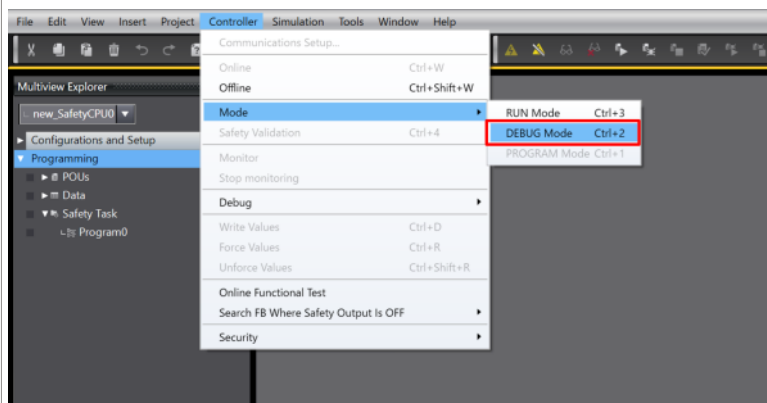 File Edit View Insert Project Controller Simulation Tools Window Help
Communications Setup...
Online Ctrl+W
Offline Ctrl+Shift+W
Mode
Safety Validation Ctrl+4
Monitor
Stop monitoring
Debug
Write Values Ctrl+D
Force Values Ctrl+R
Unforce Values Ctrl+Shift+R
Online Functional Test
Search FB Where Safety Output Is OFF
Security
RUN Mode Ctrl+3
DEBUG Mode Ctrl+2
PROGRAM Mode Ctrl+1
Multiview Explorer
new_SafetyCPU0
Configurations and Setup
Programming
POUs
Data
Safety Task
Program0